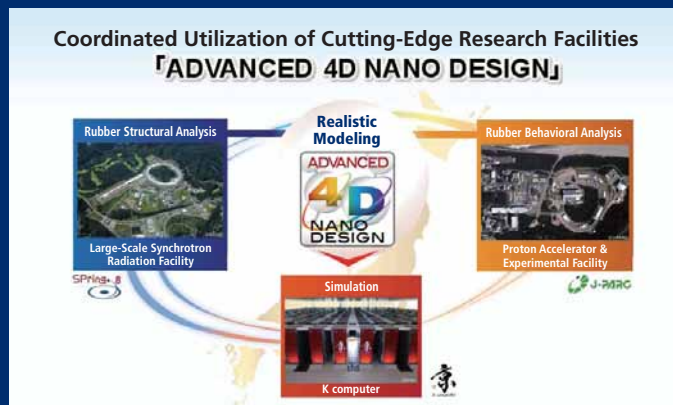 Coordinated Utilization of Cutting-Edge Research Facilities
「ADVANCED 4D NANO DESIGN」
Rubber Structural Analysis
Large-Scale Synchrotron
Radiation Facility
SPring-8
Realistic
Modeling
ADVANCED
4D
NANO
DESIGN
Rubber Behavioral Analysis
Proton Accelerator &
Experimental Facility
J-PARC
Simulation
K computer
京